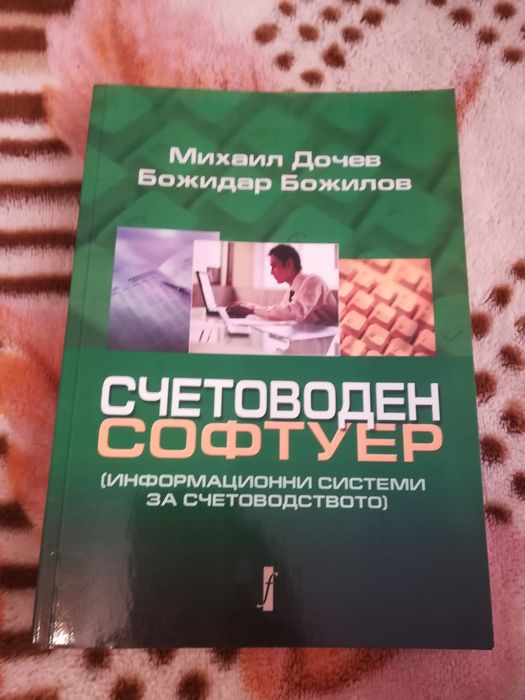 Михаил Дочев
Божидар Божилов
СЧЕТОВОДЕН
СОФТУЕР
(ИНФОРМАЦИОННИ СИСТЕМИ
ЗА СЧЕТОВОДСТВОТО)
f